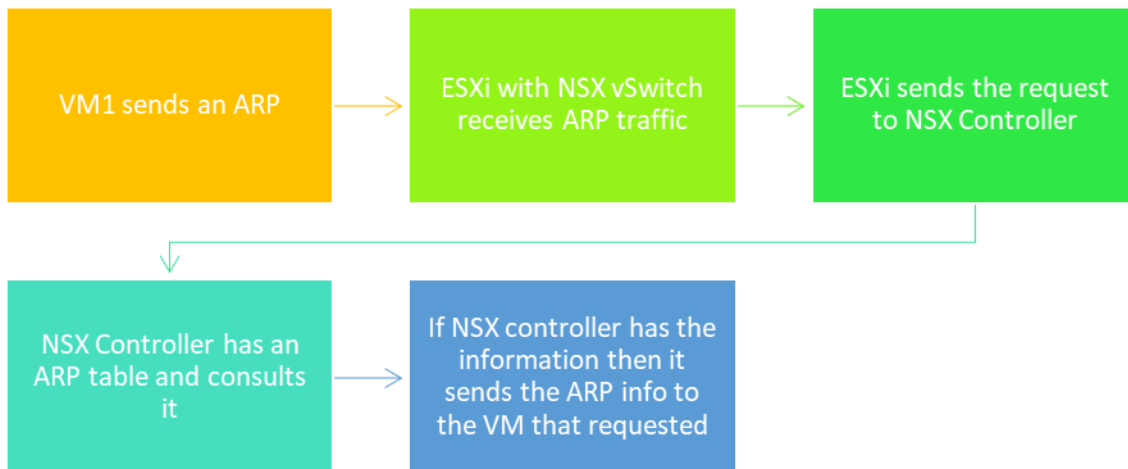 VM1 sends an ARP
ESXi with NSX vSwitch
receives ARP traffic
ESXi sends the request
to NSX Controller
NSX Controller has an
ARP table and consults
it
If NSX controller has the
information then it
sends the ARP info to
the VM that requested